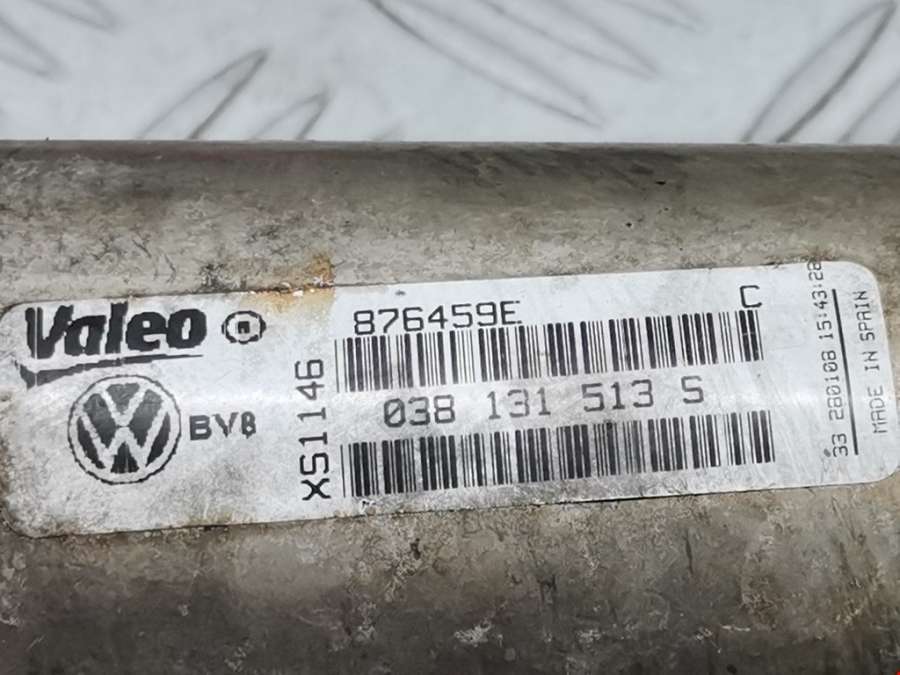 Valeo
876459E
C
XS1146
BV8
038 131 513 S
33 280108 15:43:28
MADE IN SPAIN